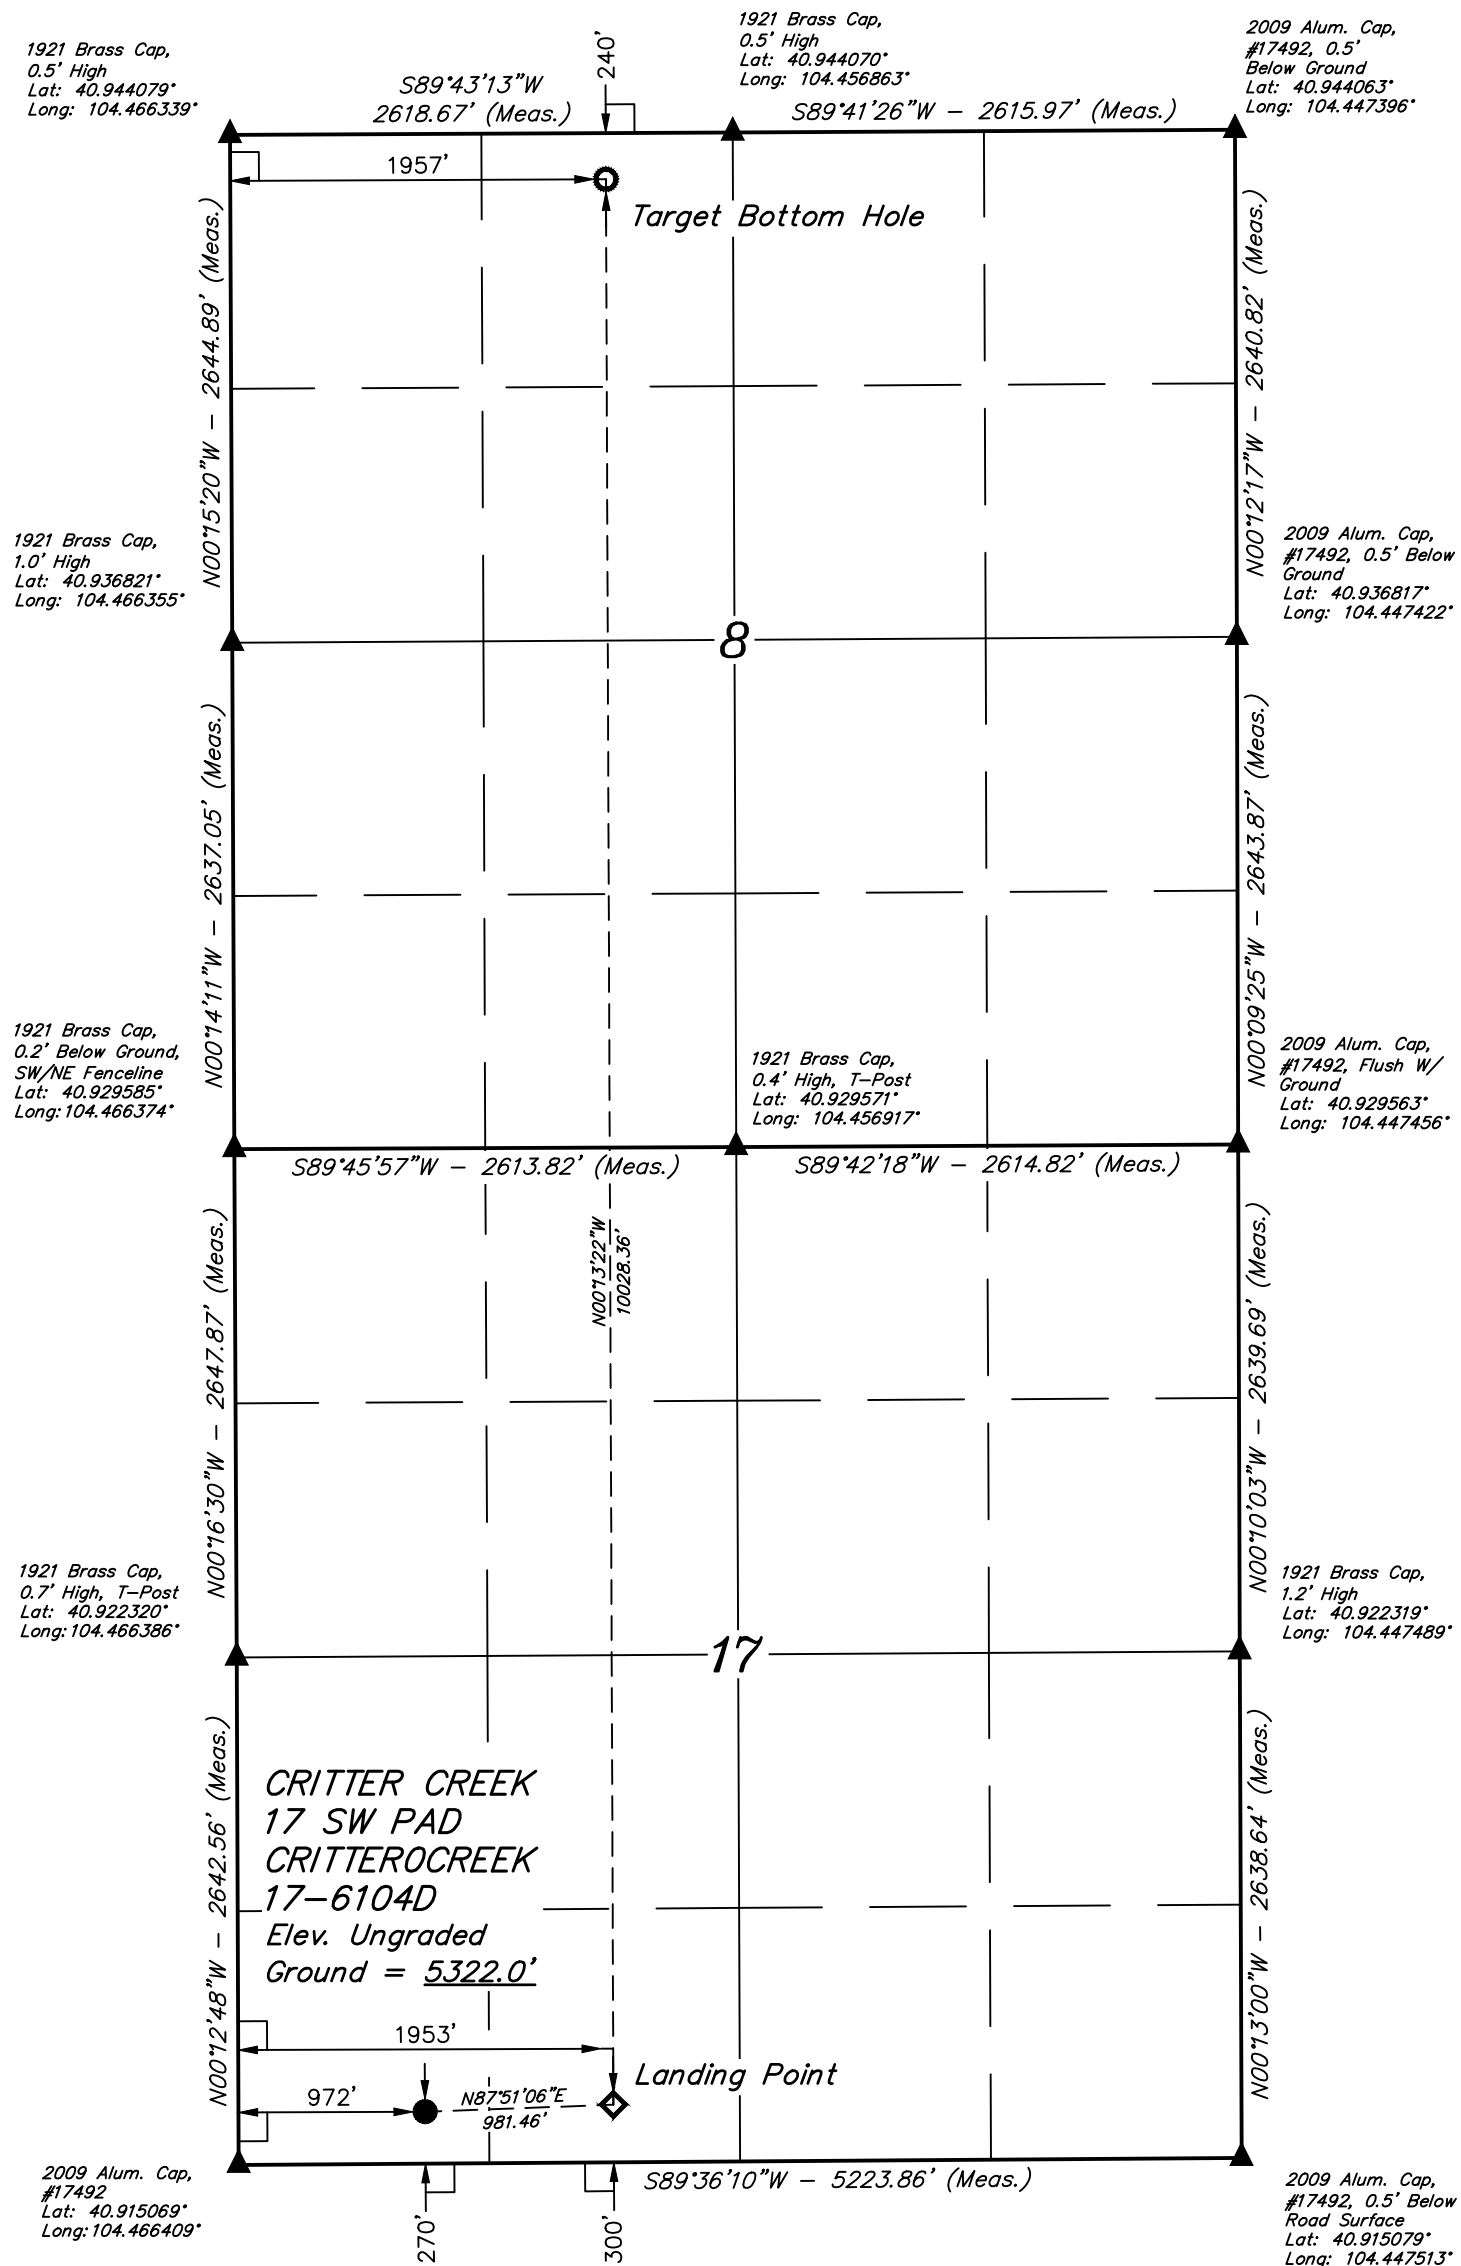 1921 Brass Cap,
0.5' High
Lat: 40.944079°
Long: 104.466339°
S89°43'13"W
2618.67' (Meas.)
240'
1921 Brass Cap,
0.5' High
Lat: 40.944070°
Long: 104.456863°
S89°41'26"W – 2615.97' (Meas.)
2009 Alum. Cap,
#17492, 0.5'
Below Ground
Lat: 40.944063°
Long: 104.447396°
1957'
Target Bottom Hole
N00°15'20"W – 2644.89' (Meas.)
N00°12'17"W – 2640.82' (Meas.)
1921 Brass Cap,
1.0' High
Lat: 40.936821°
Long: 104.466355°
2009 Alum. Cap,
#17492, 0.5' Below
Ground
Lat: 40.936817°
Long: 104.447422°
8
N00°14'11"W – 2637.05' (Meas.)
N00°09'25"W – 2643.87' (Meas.)
1921 Brass Cap,
0.2' Below Ground,
SW/NE Fenceline
Lat: 40.929585°
Long: 104.466374°
1921 Brass Cap,
0.4' High, T-Post
Lat: 40.929571°
Long: 104.456917°
2009 Alum. Cap,
#17492, Flush W/
Ground
Lat: 40.929563°
Long: 104.447456°
S89°45'57"W – 2613.82' (Meas.)
S89°42'18"W – 2614.82' (Meas.)
N00°13'22"W
10028.36'
N00°16'30"W – 2647.87' (Meas.)
N00°10'03"W – 2639.69' (Meas.)
1921 Brass Cap,
0.7' High, T-Post
Lat: 40.922320°
Long: 104.466386°
1921 Brass Cap,
1.2' High
Lat: 40.922319°
Long: 104.447489°
17
N00°12'48"W – 2642.56' (Meas.)
N00°13'00"W – 2638.64' (Meas.)
CRITTER CREEK
17 SW PAD
CRITTEROCREEK
17-6104D
Elev. Ungraded
Ground = 5322.0'
1953'
Landing Point
972'
N87°51'06"E
981.46'
S89°36'10"W – 5223.86' (Meas.)
2009 Alum. Cap,
#17492
Lat: 40.915069°
Long: 104.466409°
270'
300'
2009 Alum. Cap,
#17492, 0.5' Below
Road Surface
Lat: 40.915079°
Long: 104.447513°